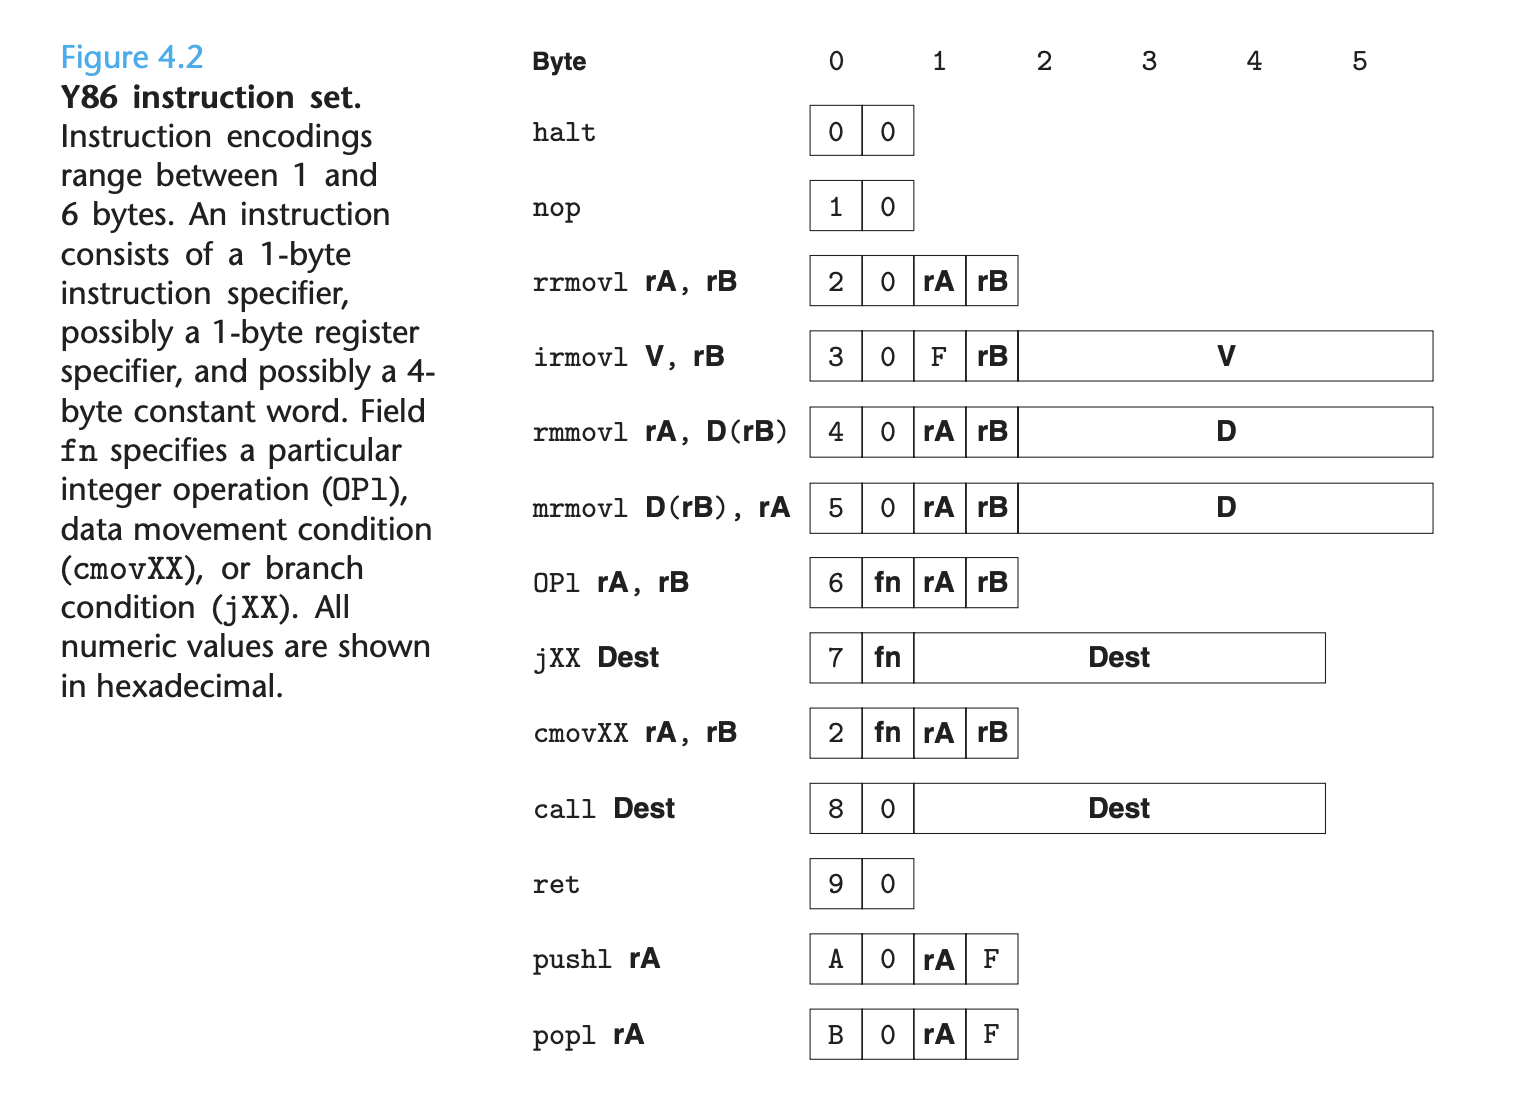 Figure 4.2
Y86 instruction set.
Instruction encodings
range between 1 and
6 bytes. An instruction
consists of a 1-byte
instruction specifier,
possibly a 1-byte register
specifier, and possibly a 4-
byte constant word. Field
fn specifies a particular
integer operation (OPl),
data movement condition
(cmovXX), or branch
condition (jXX). All
numeric values are shown
in hexadecimal.
Byte 0 1 2 3 4 5
halt 0 0
nop 1 0
rrmovl rA, rB 2 0 rA rB
irmovl V, rB 3 0 F rB V
rmmovl rA, D(rB) 4 0 rA rB D
mrmovl D(rB), rA 5 0 rA rB D
OPl rA, rB 6 fn rA rB
jXX Dest 7 fn Dest
cmovXX rA, rB 2 fn rA rB
call Dest 8 0 Dest
ret 9 0
pushl rA A 0 rA F
popl rA B 0 rA F